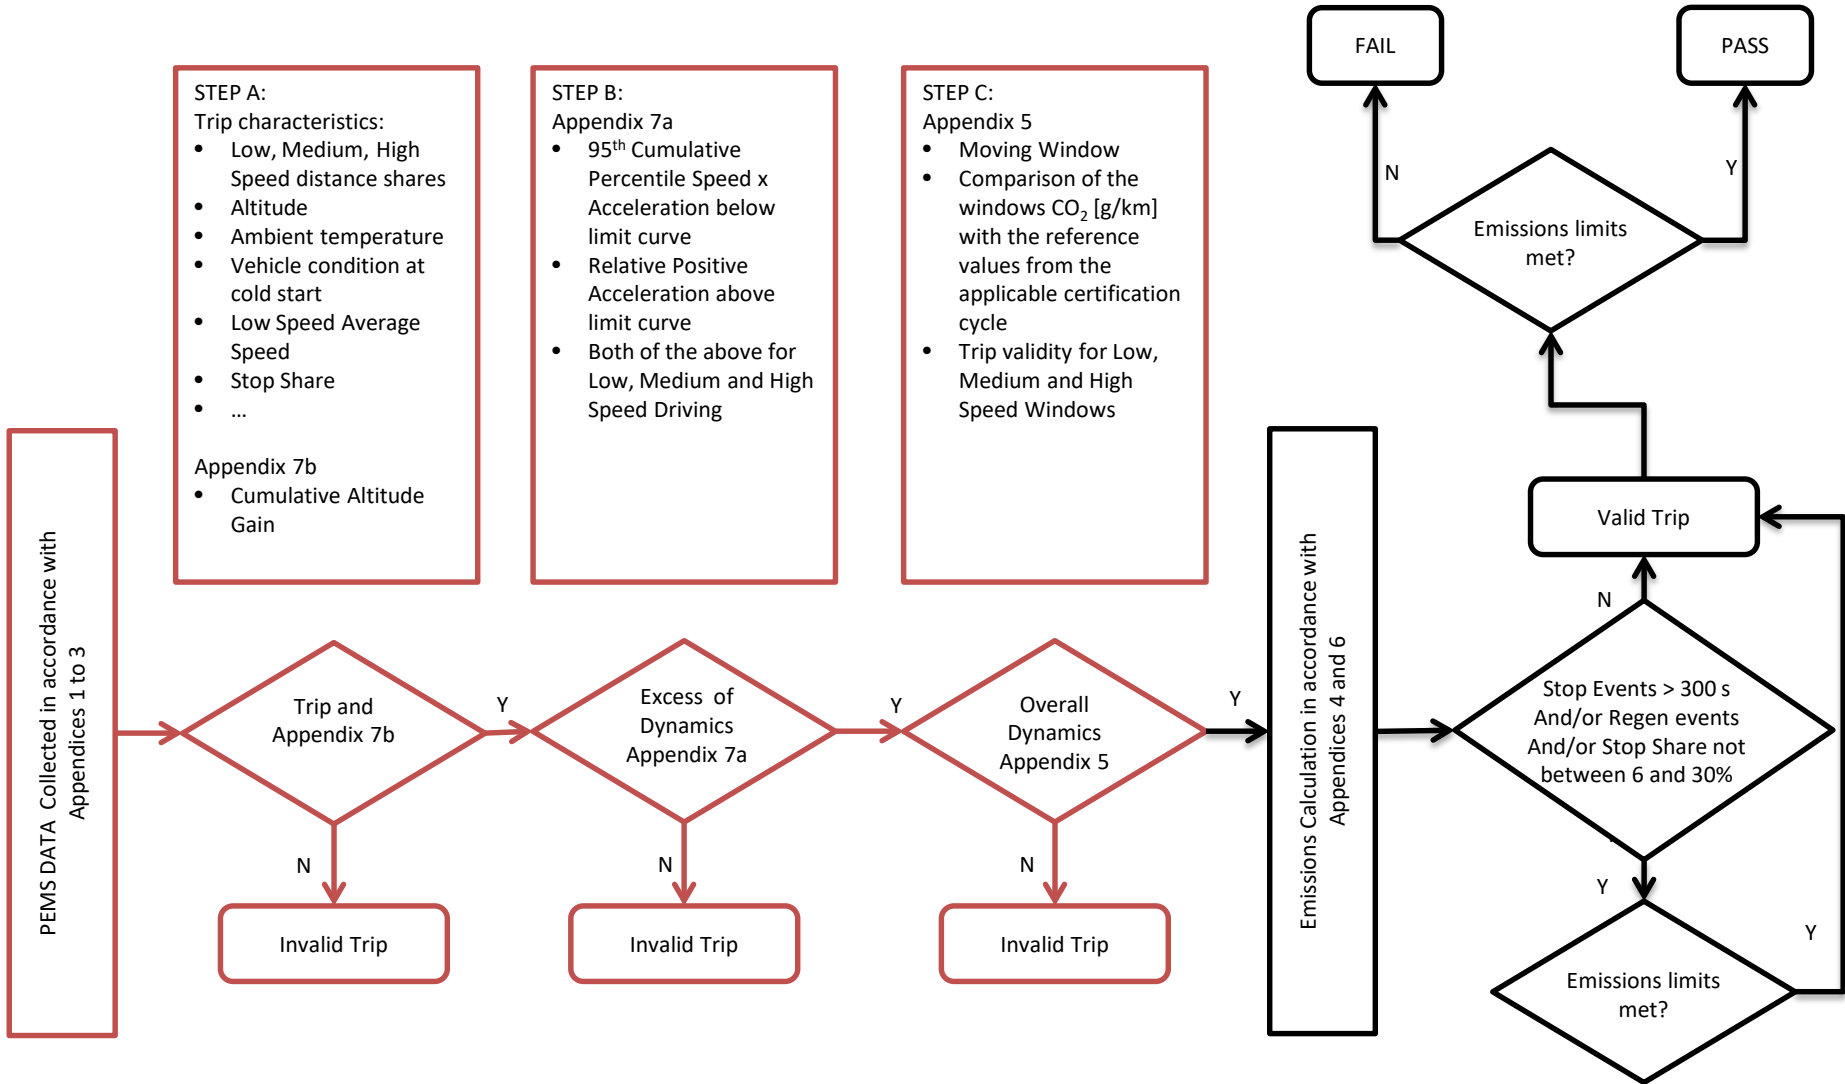 FAIL
PASS
STEP A:
Trip characteristics:
• Low, Medium, High
Speed distance shares
• Altitude
• Ambient temperature
• Vehicle condition at
cold start
• Low Speed Average
Speed
• Stop Share
• ...
Appendix 7b
• Cumulative Altitude
Gain
STEP B:
Appendix 7a
• 95th Cumulative
Percentile Speed x
Acceleration below
limit curve
• Relative Positive
Acceleration above
limit curve
• Both of the above for
Low, Medium and High
Speed Driving
STEP C:
Appendix 5
• Moving Window
• Comparison of the
windows CO2 [g/km]
with the reference
values from the
applicable certification
cycle
• Trip validity for Low,
Medium and High
Speed Windows
N
Y
Emissions limits
met?
PEMS DATA Collected in accordance with
Appendices 1 to 3
Trip and
Appendix 7b
Y
N
Invalid Trip
Excess of
Dynamics
Appendix 7a
Y
N
Invalid Trip
Overall
Dynamics
Appendix 5
Y
N
Invalid Trip
Emissions Calculation in accordance with
Appendices 4 and 6
Valid Trip
N
Stop Events > 300 s
And/or Regen events
And/or Stop Share not
between 6 and 30%
Y
Y
Emissions limits
met?